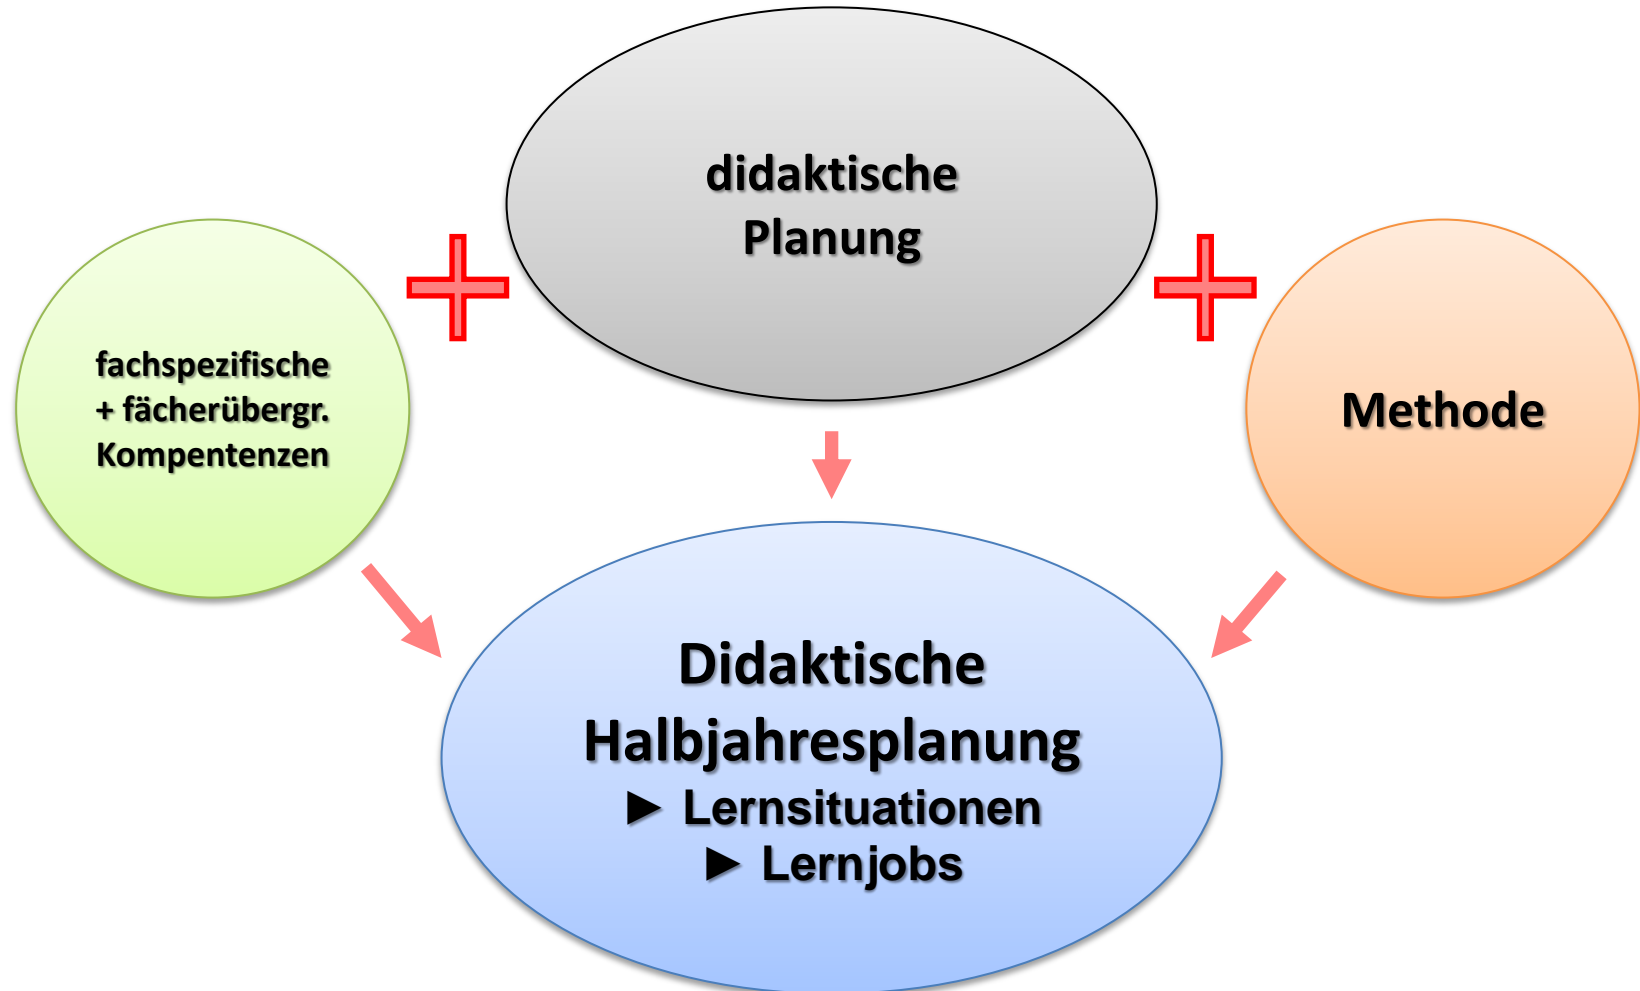 didaktische
Planung
fachspezifische
+ fächerübergr.
Kompentenzen
Methode
Didaktische
Halbjahresplanung
► Lernsituationen
► Lernjobs